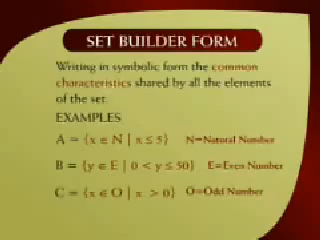 SET BUILDER FORM
Writing in symbolic form the common
characteristics shared by all the elements
of the set.
EXAMPLES
A = {x ∈ N | x ≤ 5} N=Natural Number
B = {y ∈ E | 0 < y ≤ 50} E=Even Number
C = {x ∈ O | x > 0} O=Odd Number